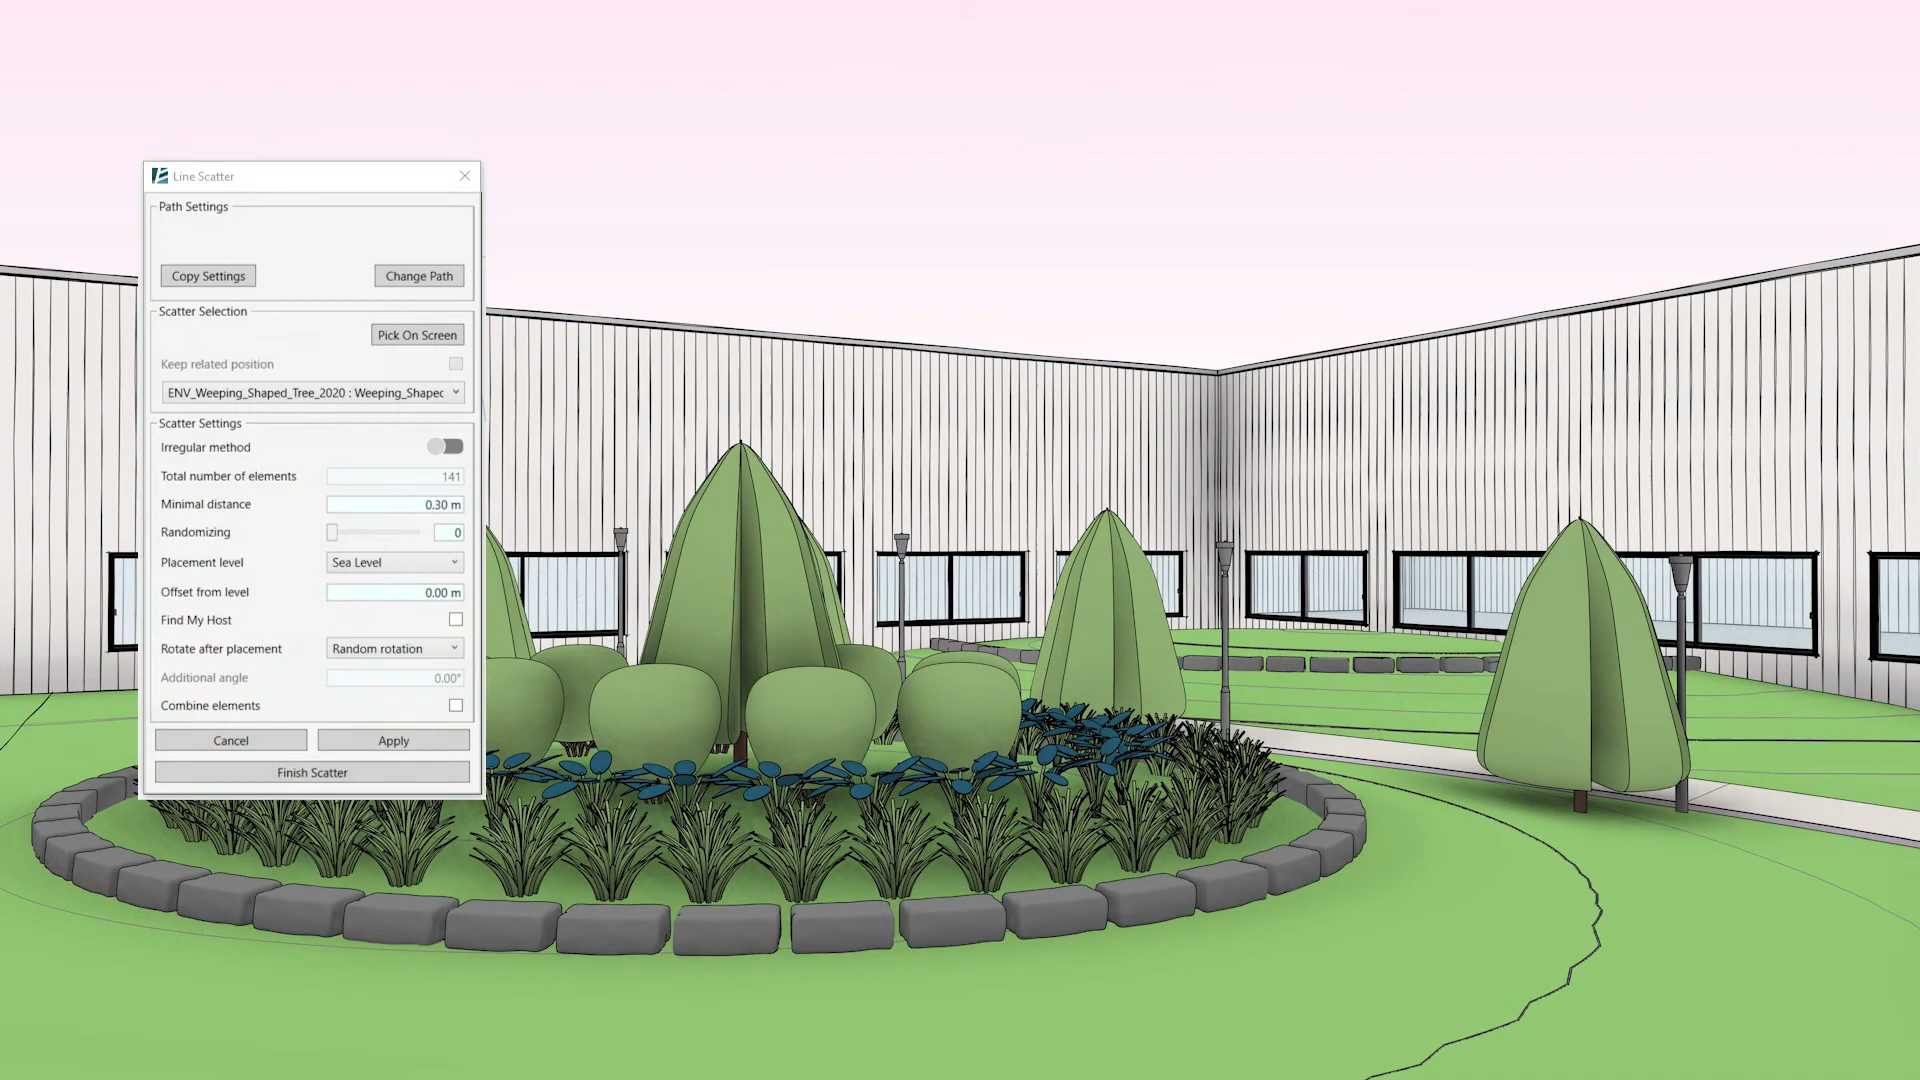 Line Scatter
Path Settings
Copy Settings
Change Path
Scatter Selection
Pick On Screen
Keep related position
ENV_Weeping_Shaped_Tree_2020 : Weeping_Shaped
Scatter Settings
Irregular method
Total number of elements 141
Minimal distance 0.30 m
Randomizing 0
Placement level Sea Level
Offset from level 0.00 m
Find My Host
Rotate after placement Random rotation
Additional angle 0.00°
Combine elements
Cancel Apply
Finish Scatter